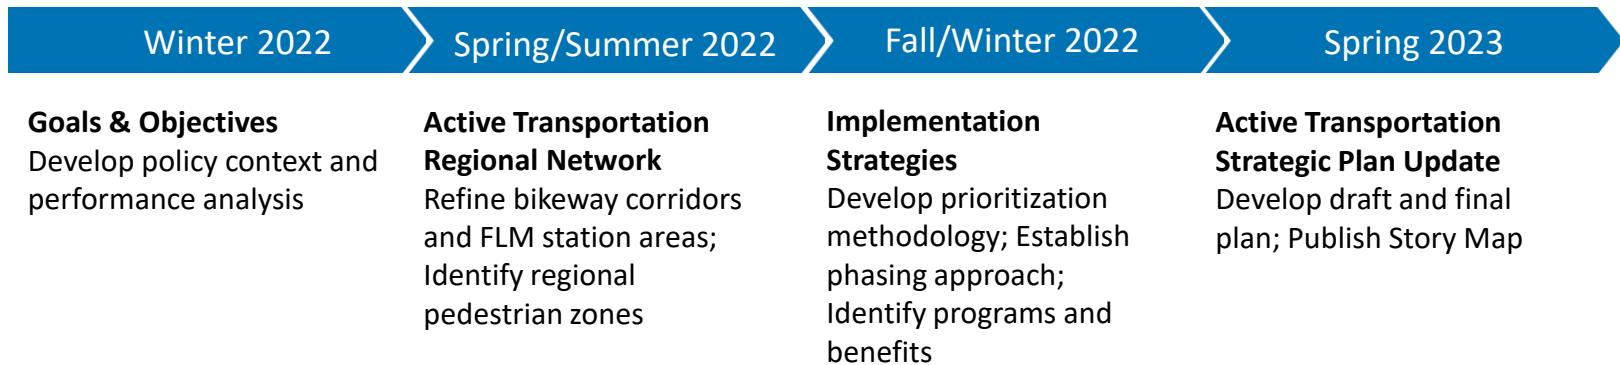 Winter 2022
Spring/Summer 2022
Fall/Winter 2022
Spring 2023
Goals & Objectives
Develop policy context and
performance analysis
Active Transportation
Regional Network
Refine bikeway corridors
and FLM station areas;
Identify regional
pedestrian zones
Implementation
Strategies
Develop prioritization
methodology; Establish
phasing approach;
Identify programs and
benefits
Active Transportation
Strategic Plan Update
Develop draft and final
plan; Publish Story Map